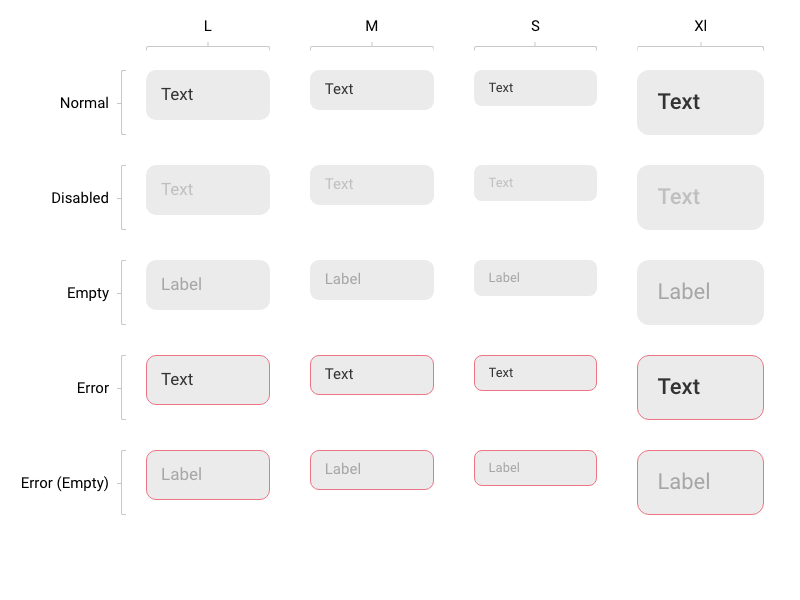 L M S Xl
Normal Text Text Text Text
Disabled Text Text Text Text
Empty Label Label Label Label
Error Text Text Text Text
Error (Empty) Label Label Label Label